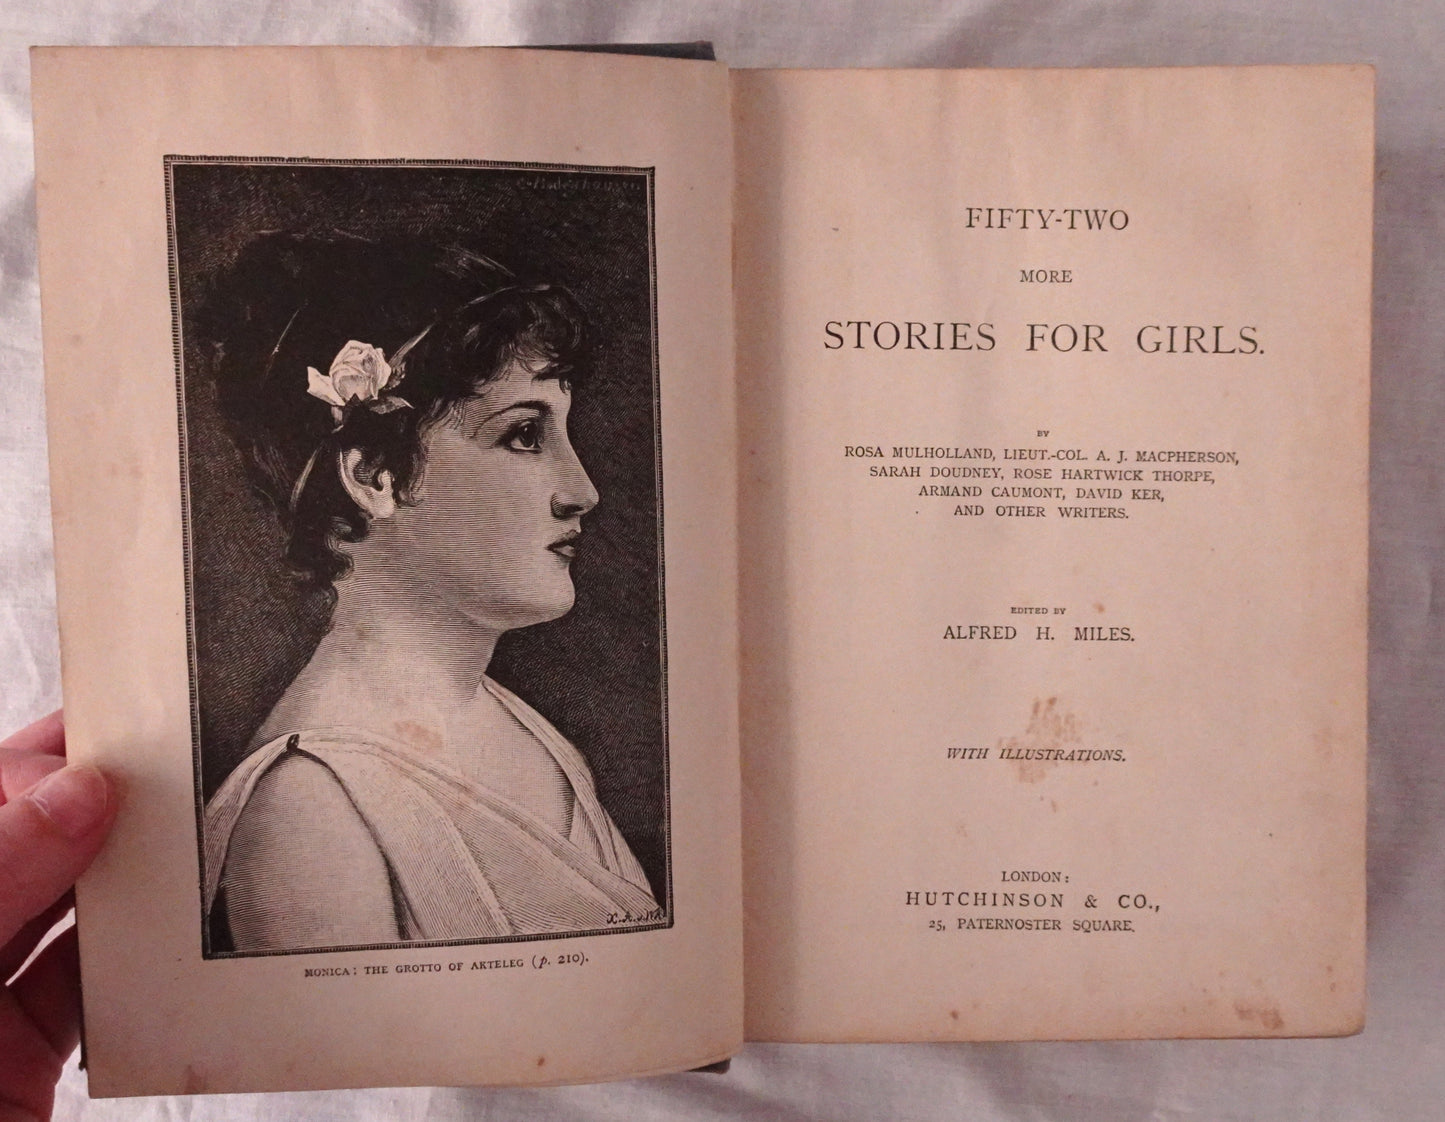 MONICA: THE GROTTO OF AKTELEG (p. 210).
FIFTY-TWO
MORE
STORIES FOR GIRLS.
BY
ROSA MULHOLLAND, LIEUT.-COL. A. J. MACPHERSON,
SARAH DOUDNEY, ROSE HARTWICK THORPE,
ARMAND CAUMONT, DAVID KER,
AND OTHER WRITERS.
EDITED BY
ALFRED H. MILES.
WITH ILLUSTRATIONS.
LONDON:
HUTCHINSON & CO.,
25, PATERNOSTER SQUARE.